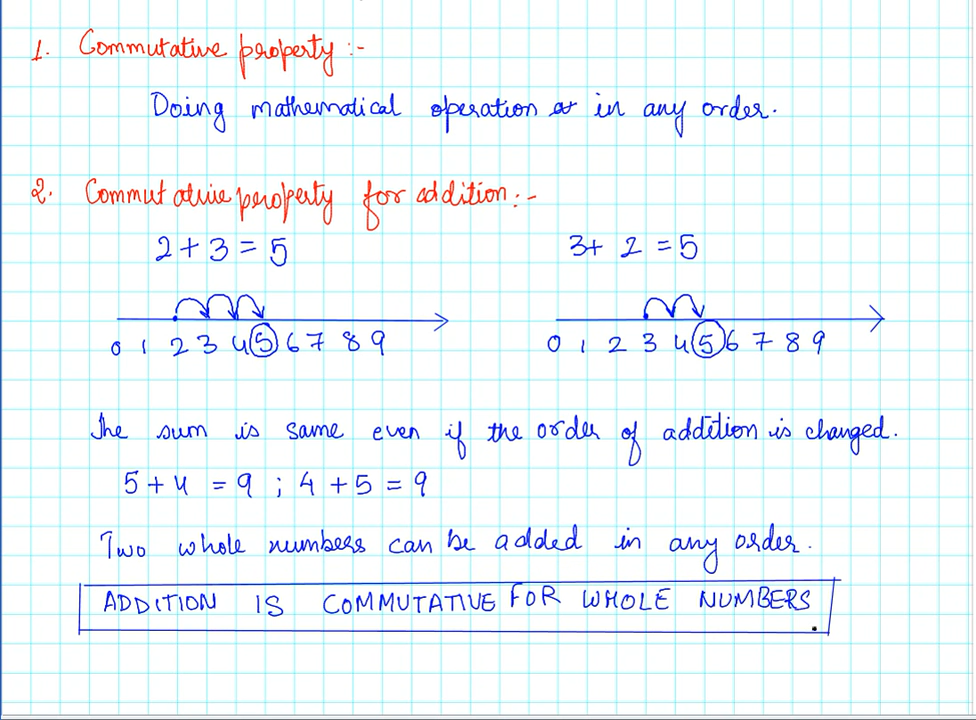 1. Commutative property :-
Doing mathematical operation in any order.
2. Commutative property for addition :-
2 + 3 = 5
3 + 2 = 5
0 1 2 3 4 5 6 7 8 9
0 1 2 3 4 5 6 7 8 9
The sum is same even if the order of addition is changed.
5 + 4 = 9 ; 4 + 5 = 9
Two whole numbers can be added in any order.
ADDITION IS COMMUTATIVE FOR WHOLE NUMBERS.